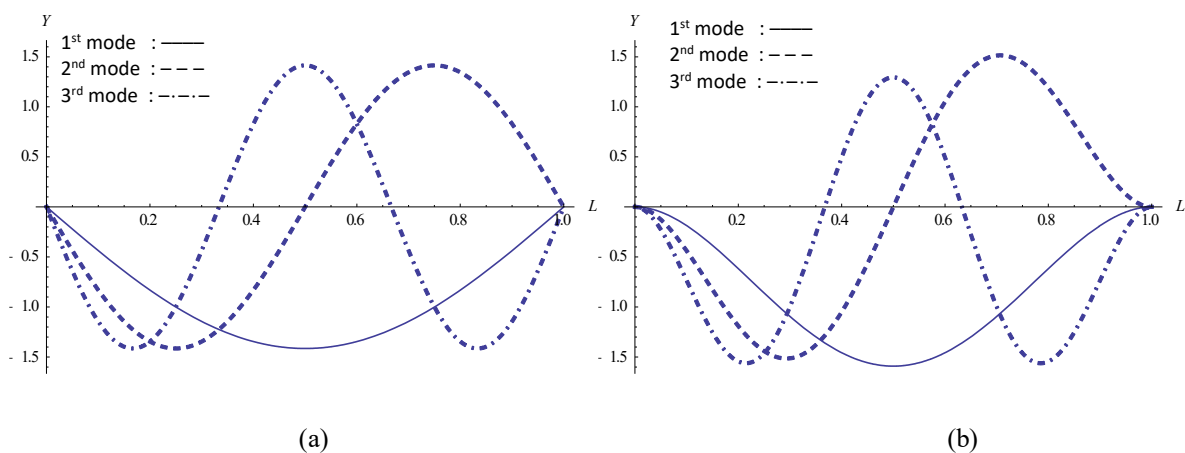 Y
1st mode : ——
2nd mode : – – –
3rd mode : –·–·–
1.5
1.0
0.5
0.2 0.4 0.6 0.8 1.0 L
- 0.5
- 1.0
- 1.5
(a)
Y
1st mode : ——
2nd mode : – – –
3rd mode : –·–·–
1.5
1.0
0.5
0.2 0.4 0.6 0.8 1.0 L
- 0.5
- 1.0
- 1.5
(b)